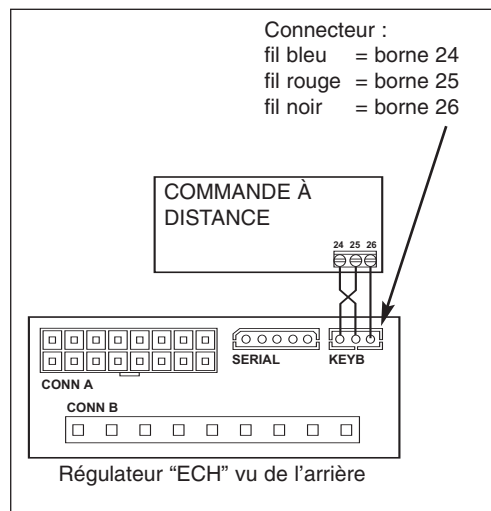 Connecteur :
fil bleu = borne 24
fil rouge = borne 25
fil noir = borne 26
COMMANDE À
DISTANCE
24 25 26
SERIAL KEYB
CONN A
CONN B
Régulateur “ECH” vu de l'arrière